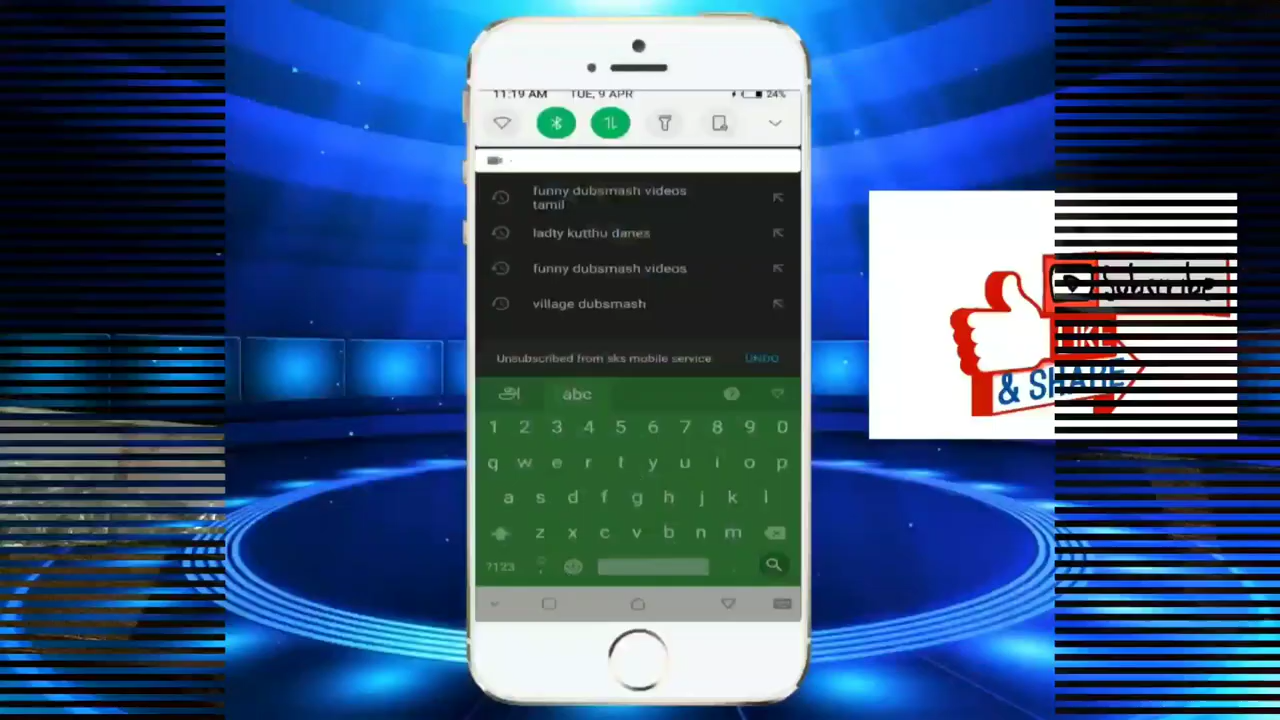 11:19 AM TUE, 9 APR 24%
funny dubsmash videos
tamil
ladty kutthu danes
funny dubsmash videos
village dubsmash
Unsubscribed from sks mobile service UNDO
அ abc
1 2 3 4 5 6 7 8 9 0
q w e r t y u i o p
a s d f g h j k l
z x c v b n m
?123 , .
Subscribe
LIKE
& SHARE